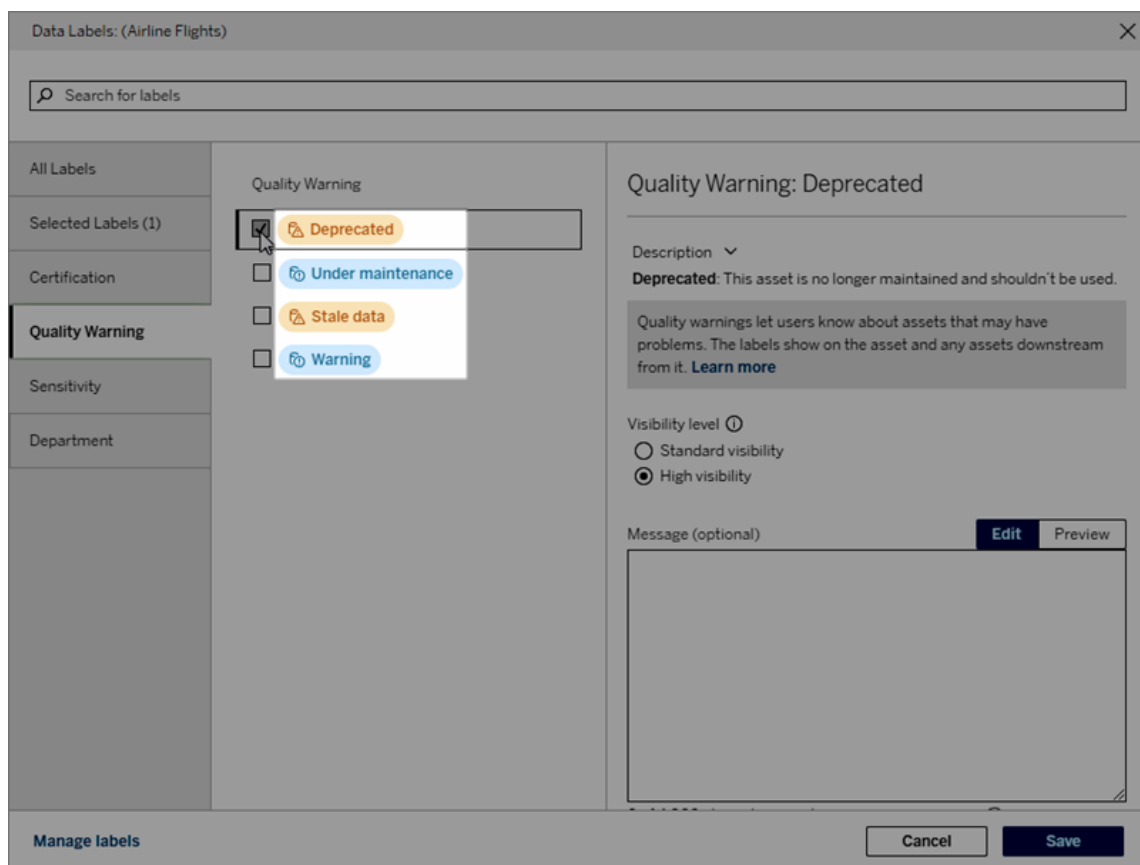 Data Labels: (Airline Flights)
Search for labels
All Labels
Selected Labels (1)
Certification
Quality Warning
Sensitivity
Department
Quality Warning
Deprecated
Under maintenance
Stale data
Warning
Quality Warning: Deprecated
Description
Deprecated: This asset is no longer maintained and shouldn't be used.
Quality warnings let users know about assets that may have
problems. The labels show on the asset and any assets downstream
from it. Learn more
Visibility level
Standard visibility
High visibility
Message (optional)
Edit
Preview
Manage labels
Cancel
Save